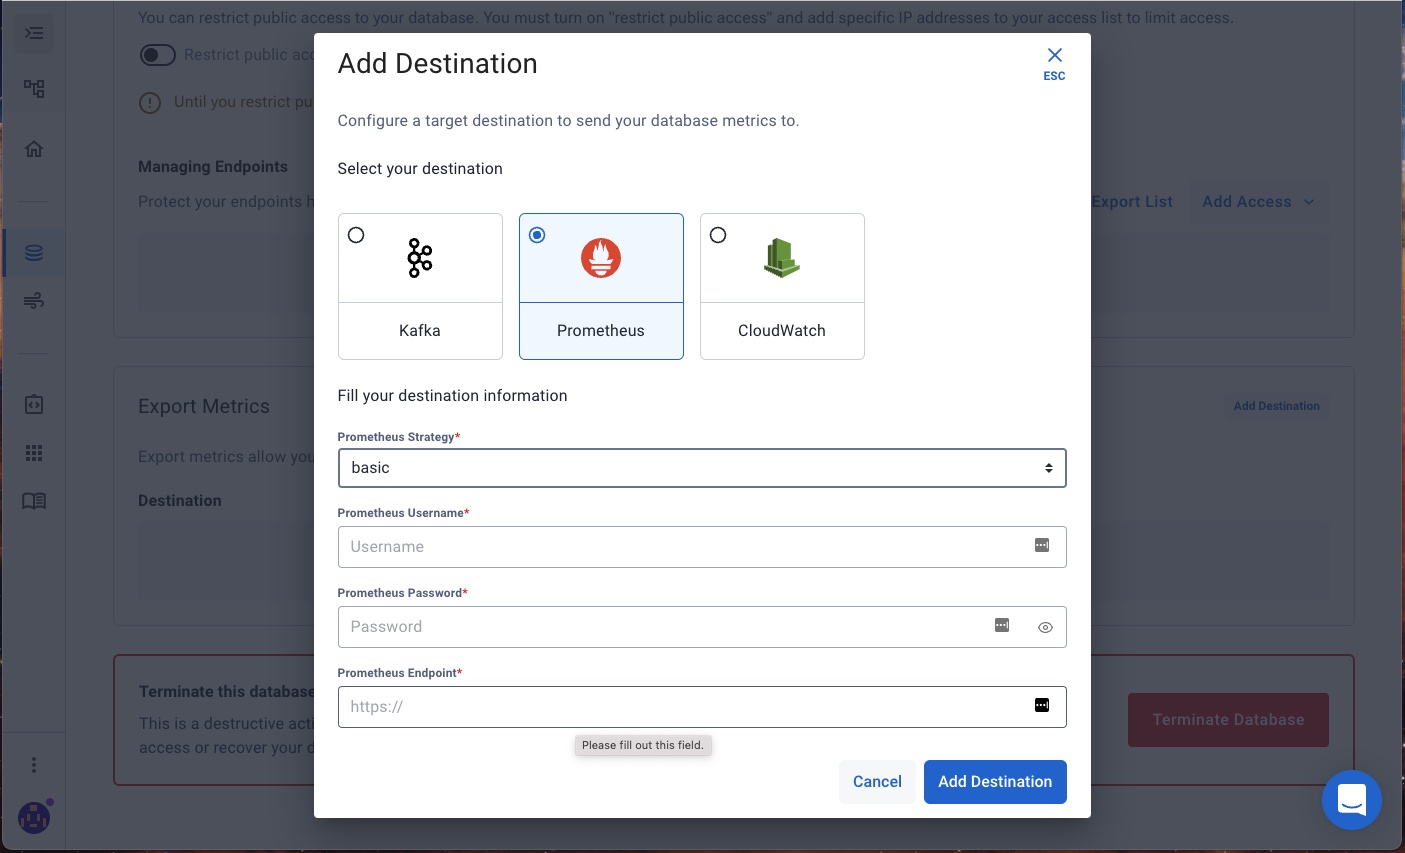 You can restrict public access to your database. You must turn on "restrict public access" and add specific IP addresses to your access list to limit access.
Restrict public acc
Until you restrict pu
Managing Endpoints
Protect your endpoints h
Export List
Add Access
Export Metrics
Add Destination
Export metrics allow you
Destination
Terminate this database
This is a destructive acti
access or recover your d
Terminate Database
Add Destination
ESC
Configure a target destination to send your database metrics to.
Select your destination
Kafka
Prometheus
CloudWatch
Fill your destination information
Prometheus Strategy*
basic
Prometheus Username*
Username
Prometheus Password*
Password
Prometheus Endpoint*
https://
Please fill out this field.
Cancel
Add Destination